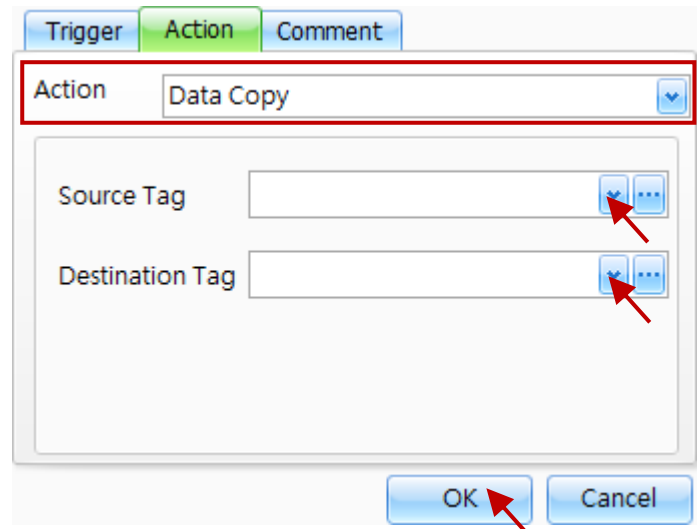 Trigger Action Comment
Action Data Copy
Source Tag ...
Destination Tag ...
OK Cancel